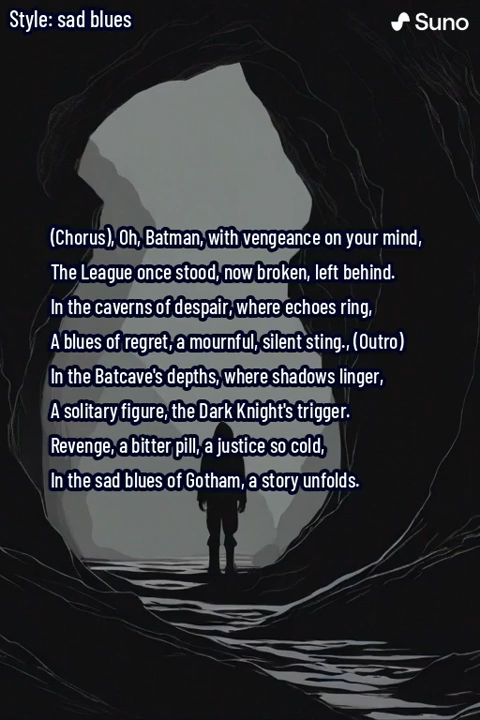 Style: sad blues
Suno
(Chorus), Oh, Batman, with vengeance on your mind,
The League once stood, now broken, left behind.
In the caverns of despair, where echoes ring,
A blues of regret, a mournful, silent sting., (Outro)
In the Batcave's depths, where shadows linger,
A solitary figure, the Dark Knight's trigger.
Revenge, a bitter pill, a justice so cold,
In the sad blues of Gotham, a story unfolds.